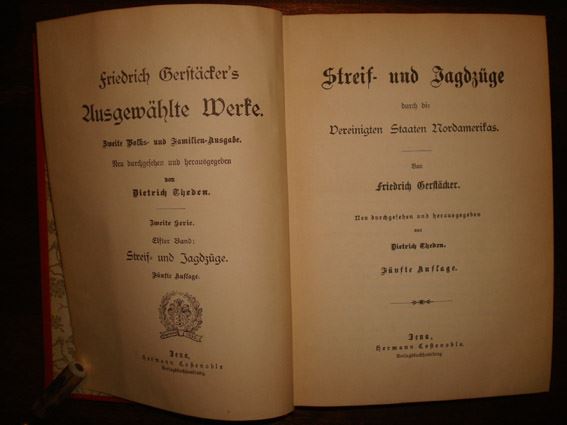 Friedrich Gerstäcker's
Ausgewählte Werke.
Zweite Volks- und Familien-Ausgabe.
Neu durchgesehen und herausgegeben
von
Dietrich Theden.
Zweite Serie.
Elfter Band:
Streif- und Jagdzüge.
Fünfte Auflage.
Jena,
Hermann Costenoble.
Verlagsbuchhandlung.
Streif- und Jagdzüge
durch die
Vereinigten Staaten Nordamerikas.
Von
Friedrich Gerstäcker.
Neu durchgesehen und herausgegeben
von
Dietrich Theden.
Fünfte Auflage.
Jena,
Hermann Costenoble.
Verlagsbuchhandlung.